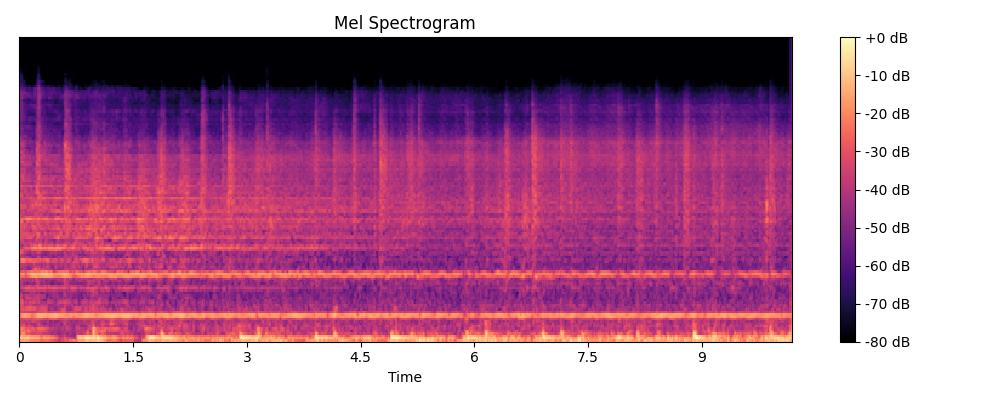 Mel Spectrogram
+0 dB
-10 dB
-20 dB
-30 dB
-40 dB
-50 dB
-60 dB
-70 dB
-80 dB
0 1.5 3 4.5 6 7.5 9
Time